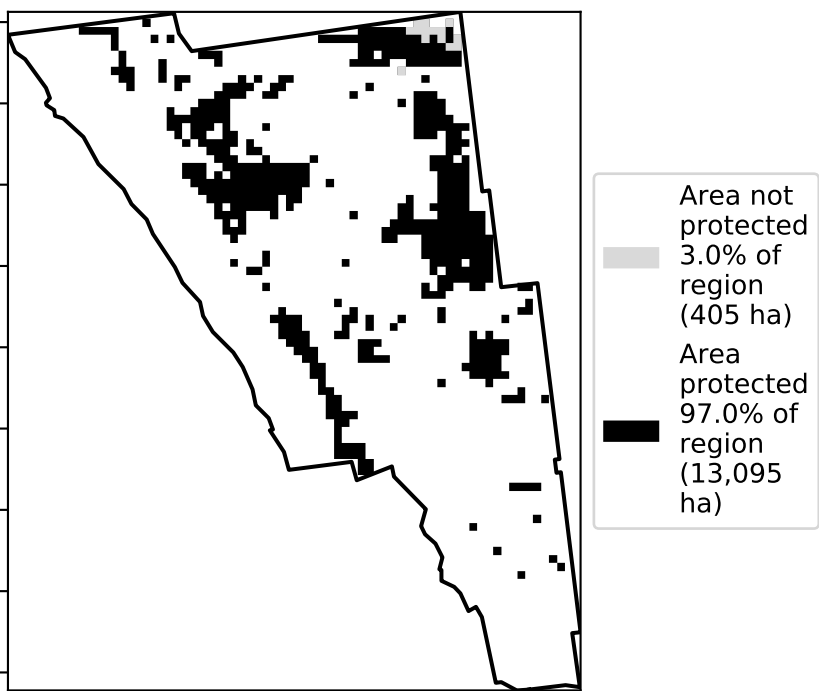 Area not
protected
3.0% of
region
(405 ha)
Area
protected
97.0% of
region
(13,095
ha)